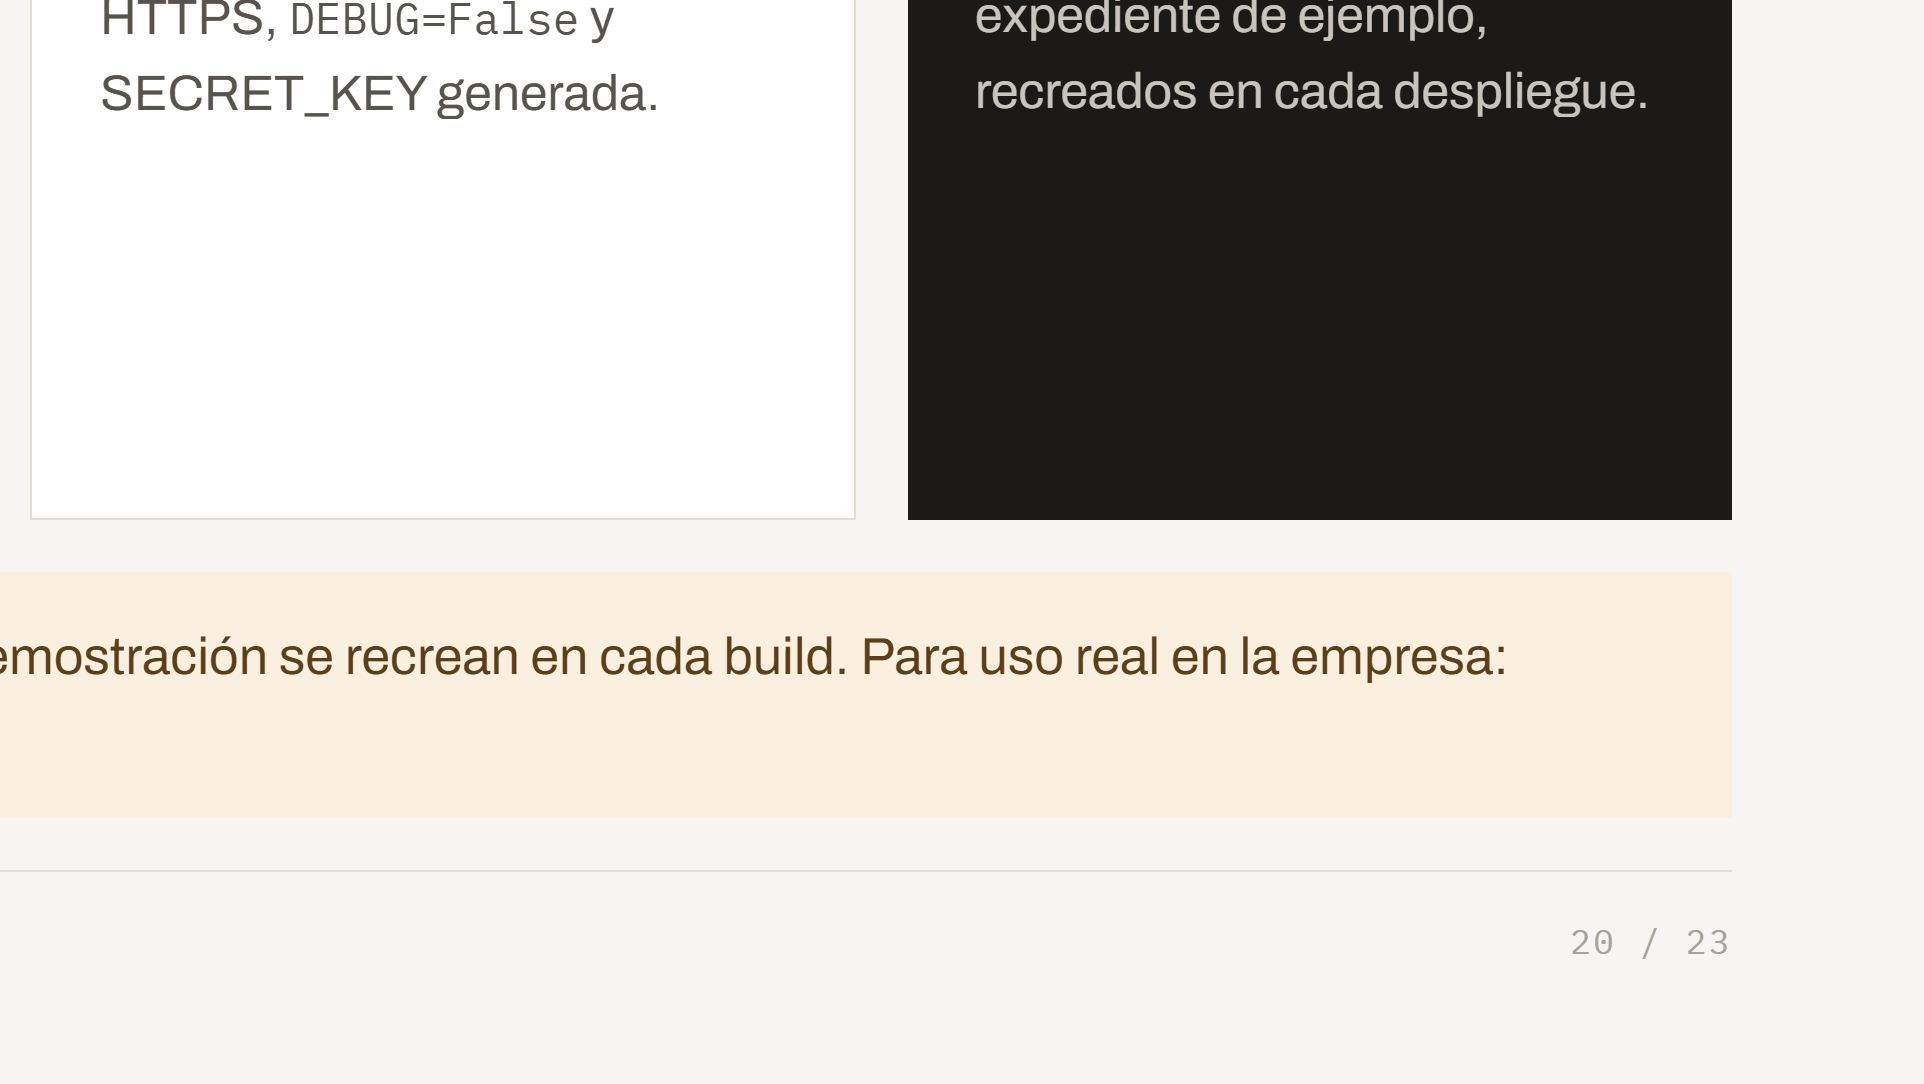 HTTPS, DEBUG=False y
SECRET_KEY generada.
expediente de ejemplo,
recreados en cada despliegue.
emostración se recrean en cada build. Para uso real en la empresa:
20 / 23